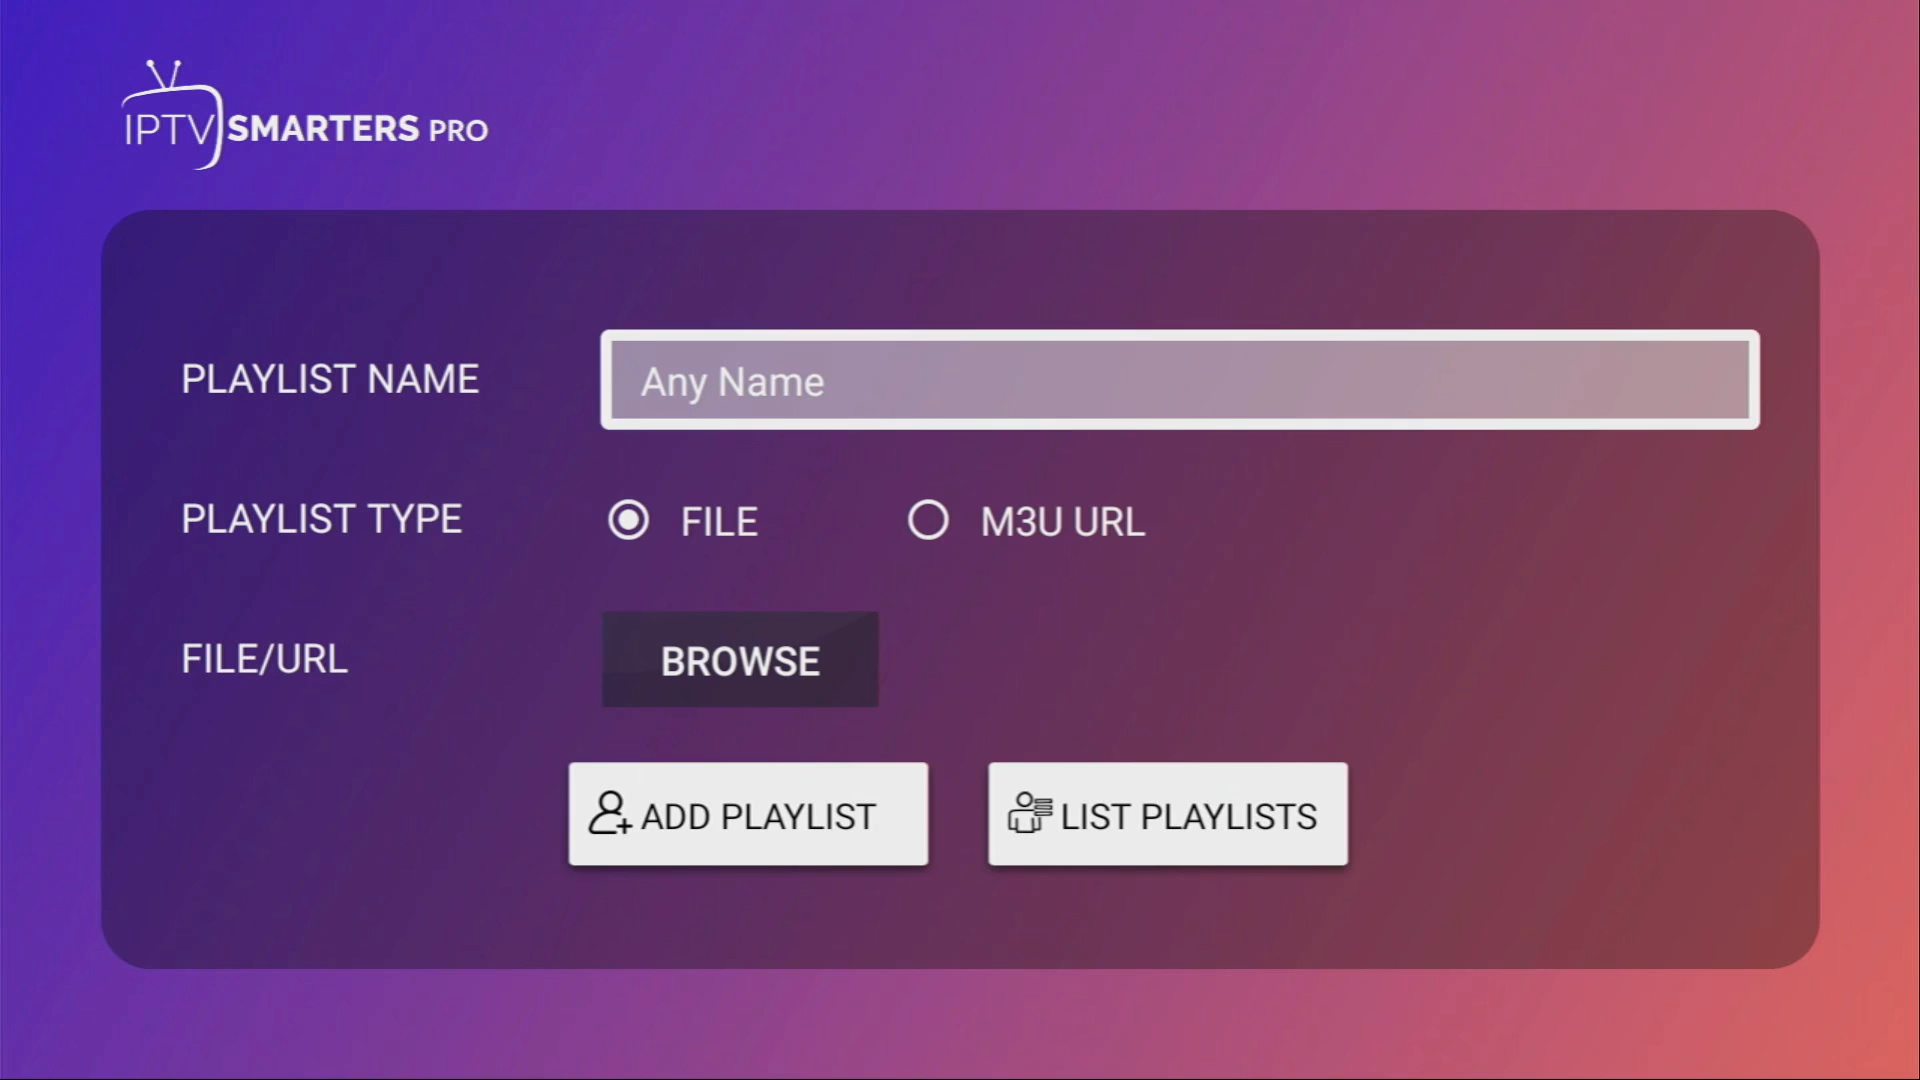 IPTV SMARTERS PRO
PLAYLIST NAME
Any Name
PLAYLIST TYPE
FILE
M3U URL
FILE/URL
BROWSE
ADD PLAYLIST
LIST PLAYLISTS